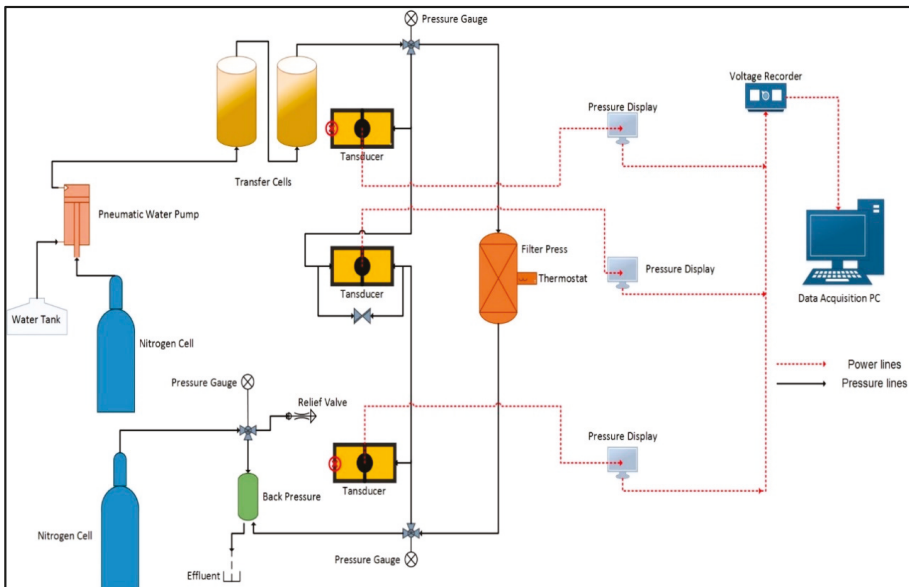 Pressure Gauge
Voltage Recorder
Pressure Display
Tansducer
Transfer Cells
Pneumatic Water Pump
Filter Press
Thermostat
Tansducer
Pressure Display
Data Acquisition PC
Water Tank
Nitrogen Cell
Pressure Gauge
Power lines
Pressure lines
Relief Valve
Pressure Display
Tansducer
Back Pressure
Nitrogen Cell
Pressure Gauge
Effluent